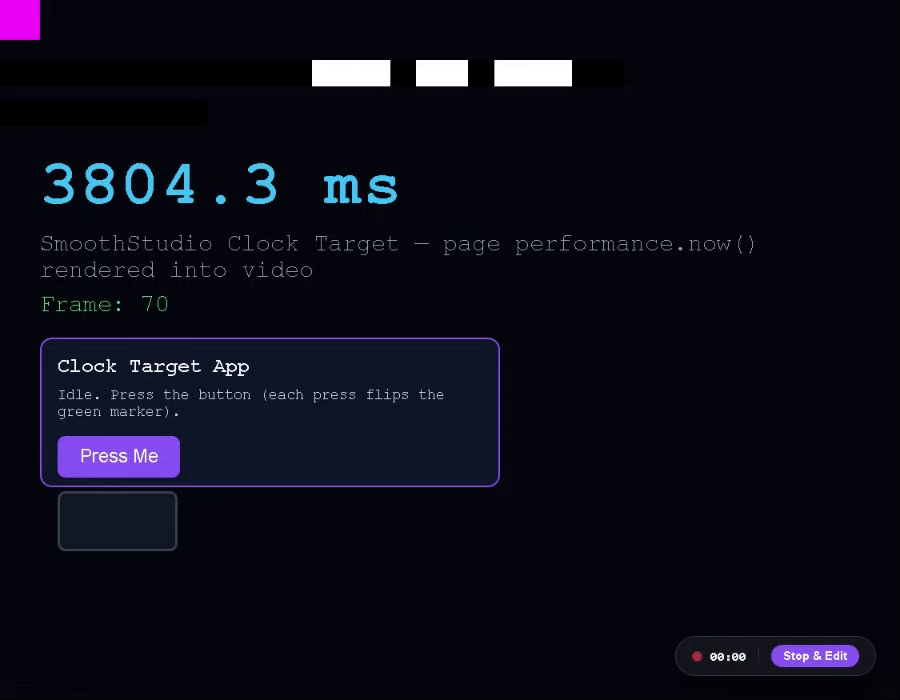 3804.3 ms
SmoothStudio Clock Target — page performance.now()
rendered into video
Frame: 70
Clock Target App
Idle. Press the button (each press flips the
green marker).
Press Me
00:00 Stop & Edit